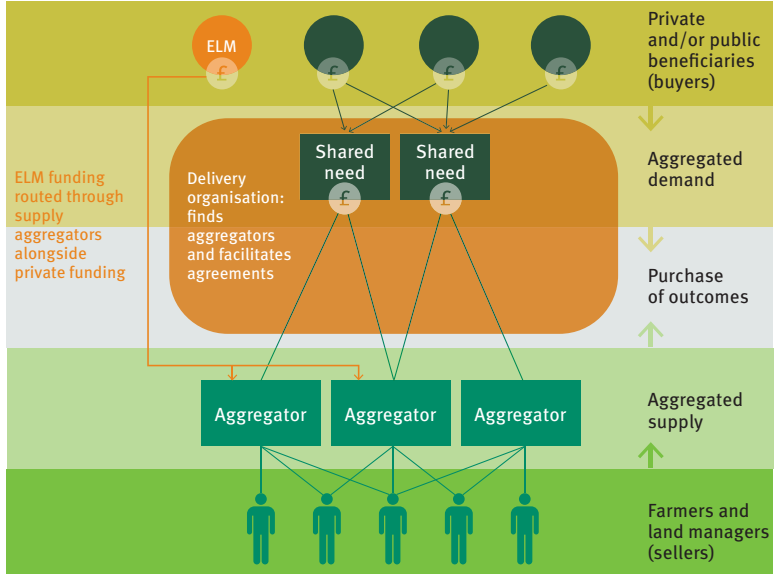 ELM
£
£
£
£
Private
and/or public
beneficiaries
(buyers)
Shared
need
£
Shared
need
£
Aggregated
demand
ELM funding
routed through
supply
aggregators
alongside
private funding
Delivery
organisation:
finds
aggregators
and facilitates
agreements
Purchase
of outcomes
Aggregator
Aggregator
Aggregator
Aggregated
supply
Farmers and
land managers
(sellers)